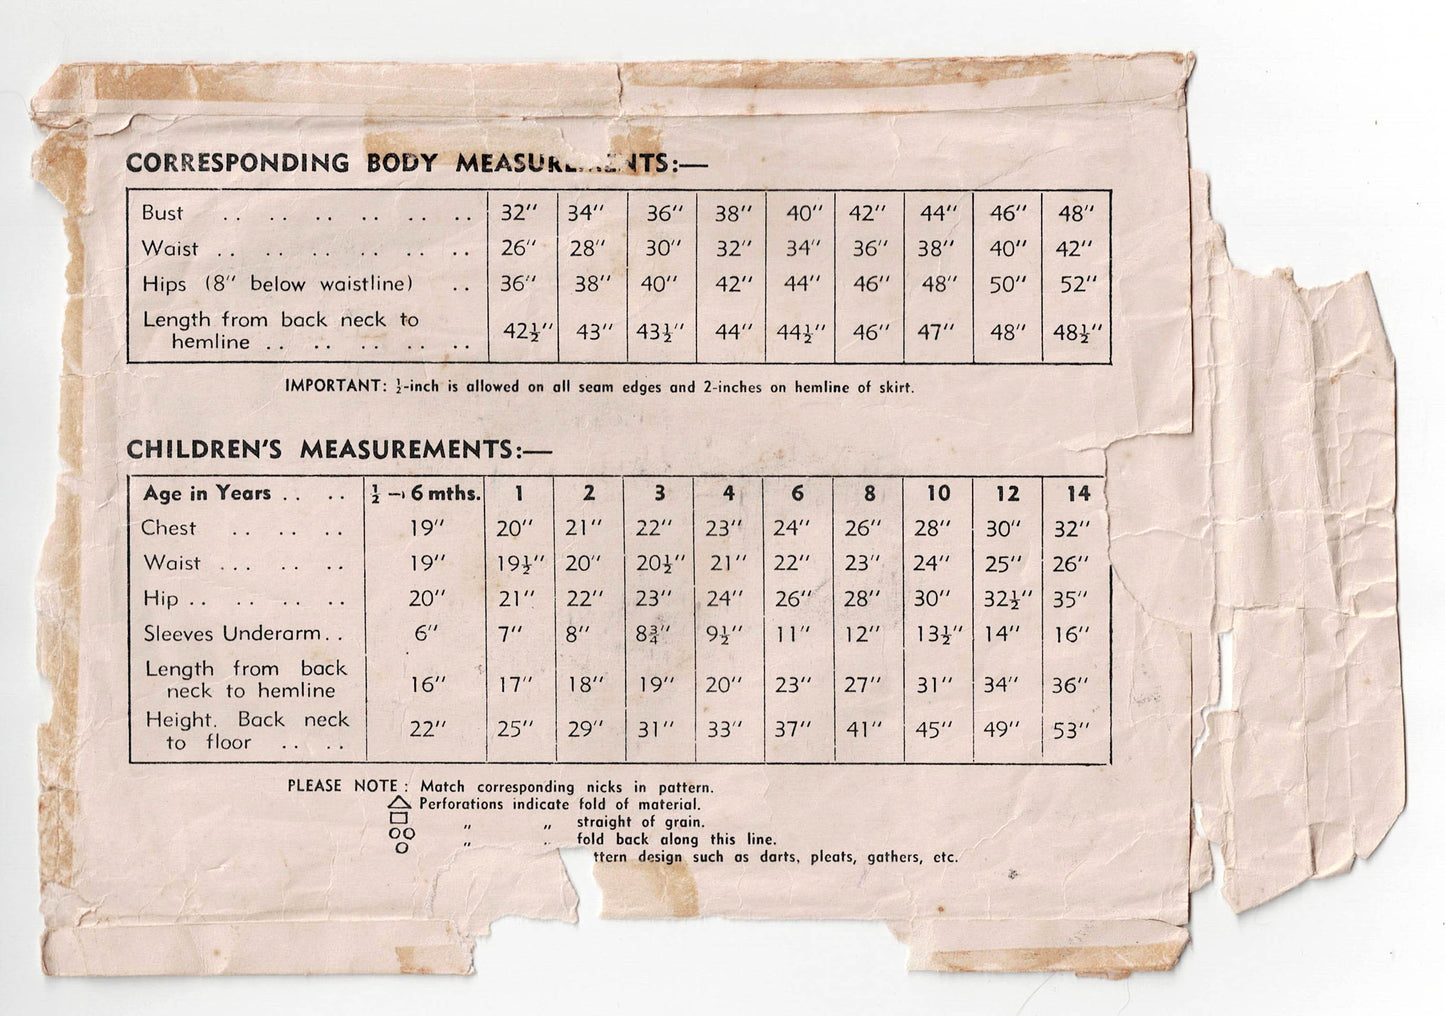 CORRESPONDING BODY MEASUREMENTS:—
Bust .. .. .. .. .. .. 32″ 34″ 36″ 38″ 40″ 42″ 44″ 46″ 48″
Waist .. .. .. .. .. .. 26″ 28″ 30″ 32″ 34″ 36″ 38″ 40″ 42″
Hips (8″ below waistline) .. 36″ 38″ 40″ 42″ 44″ 46″ 48″ 50″ 52″
Length from back neck to
hemline .. .. .. .. .. 42½″ 43″ 43½″ 44″ 44½″ 46″ 47″ 48″ 48½″
IMPORTANT: ½-inch is allowed on all seam edges and 2-inches on hemline of skirt.
CHILDREN'S MEASUREMENTS:—
Age in Years .. .. ½ — 6 mths. 1 2 3 4 6 8 10 12 14
Chest .. .. .. 19″ 20″ 21″ 22″ 23″ 24″ 26″ 28″ 30″ 32″
Waist ... .. .. 19″ 19½″ 20″ 20½″ 21″ 22″ 23″ 24″ 25″ 26″
Hip .. .. .. .. 20″ 21″ 22″ 23″ 24″ 26″ 28″ 30″ 32½″ 35″
Sleeves Underarm .. 6″ 7″ 8″ 8¾″ 9½″ 11″ 12″ 13½″ 14″ 16″
Length from back
neck to hemline 16″ 17″ 18″ 19″ 20″ 23″ 27″ 31″ 34″ 36″
Height. Back neck
to floor .. .. 22″ 25″ 29″ 31″ 33″ 37″ 41″ 45″ 49″ 53″
PLEASE NOTE : Match corresponding nicks in pattern.
△ Perforations indicate fold of material.
□ ″ ″ straight of grain.
○○ ″ ″ fold back along this line.
○ design such as darts, pleats, gathers, etc.